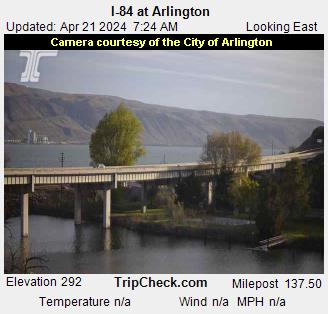 I-84 at Arlington
Updated: Apr 21 2024 7:24 AM Looking East
Camera courtesy of the City of Arlington
Elevation 292 TripCheck.com Milepost 137.50
Temperature n/a Wind n/a MPH n/a